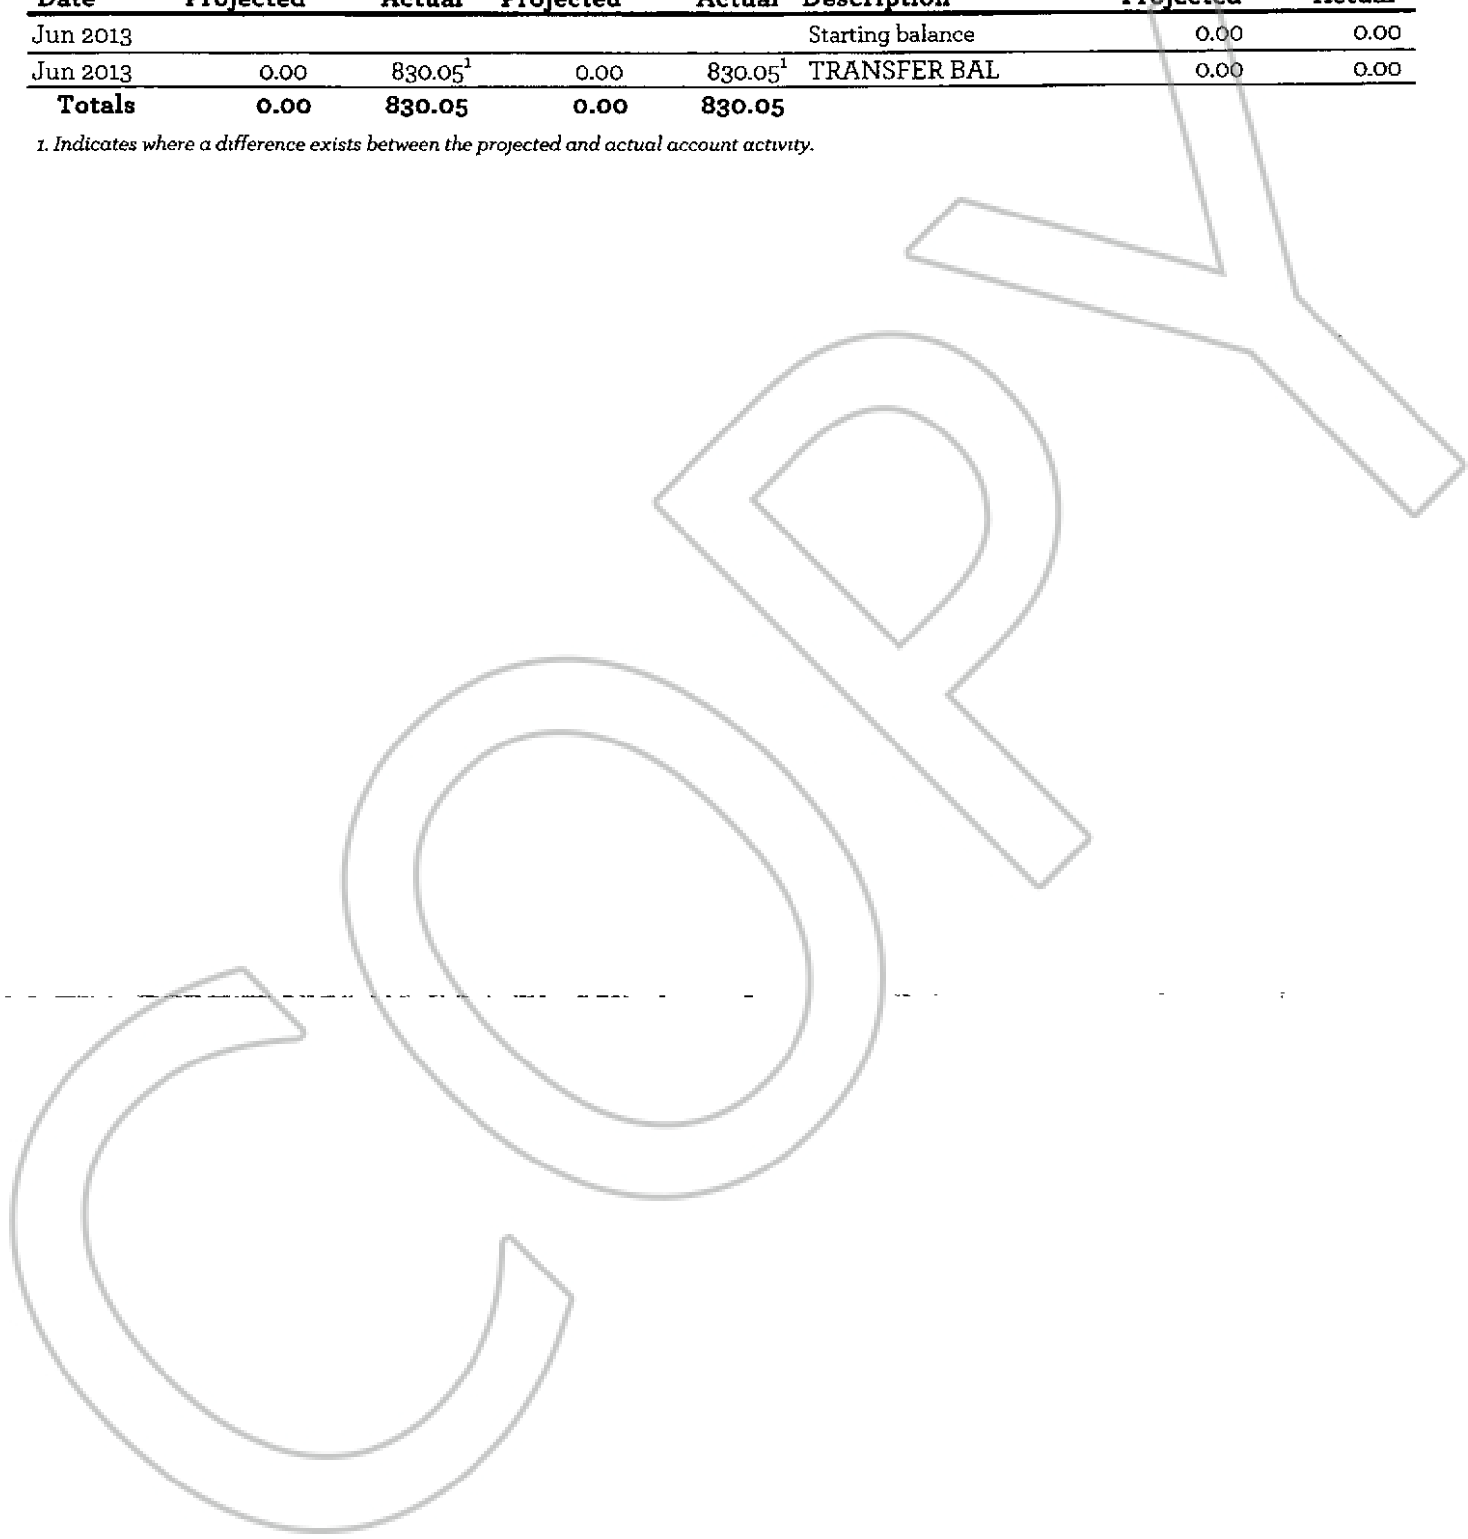 Date Projected Actual Projected Actual Description Projected Actual
Jun 2013 Starting balance 0.00 0.00
Jun 2013 0.00 830.05¹ 0.00 830.05¹ TRANSFER BAL 0.00 0.00
Totals 0.00 830.05 0.00 830.05
1. Indicates where a difference exists between the projected and actual account activity.
COPY